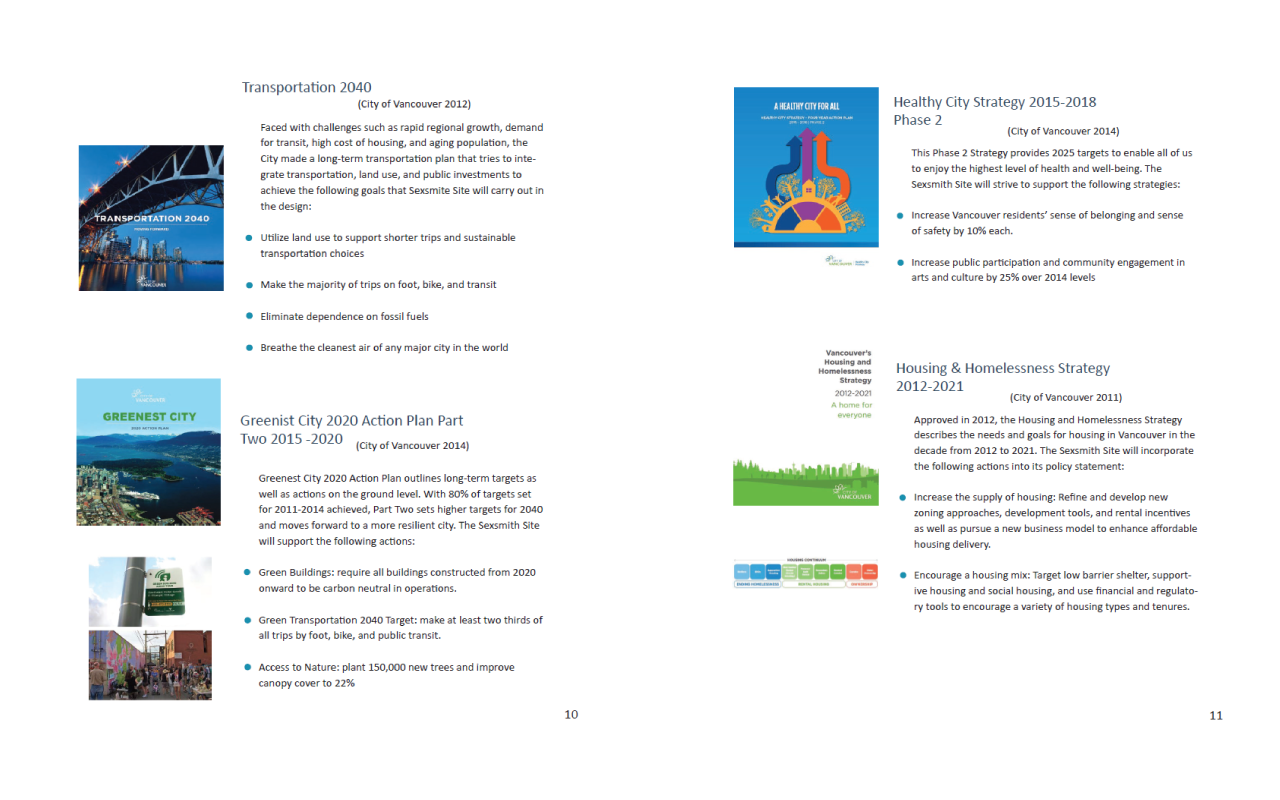 Transportation 2040
(City of Vancouver 2012)
Faced with challenges such as rapid regional growth, demand
for transit, high cost of housing, and aging population, the
City made a long-term transportation plan that tries to inte-
grate transportation, land use, and public investments to
achieve the following goals that Sexsmite Site will carry out in
the design:
Utilize land use to support shorter trips and sustainable
transportation choices
Make the majority of trips on foot, bike, and transit
Eliminate dependence on fossil fuels
Breathe the cleanest air of any major city in the world
TRANSPORTATION 2040
VANCOUVER
VANCOUVER
GREENEST CITY
2020 ACTION PLAN
Greenist City 2020 Action Plan Part
Two 2015 -2020
(City of Vancouver 2014)
Greenest City 2020 Action Plan outlines long-term targets as
well as actions on the ground level. With 80% of targets set
for 2011-2014 achieved, Part Two sets higher targets for 2040
and moves forward to a more resilient city. The Sexsmith Site
will support the following actions:
Green Buildings: require all buildings constructed from 2020
onward to be carbon neutral in operations.
Green Transportation 2040 Target: make at least two thirds of
all trips by foot, bike, and public transit.
Access to Nature: plant 150,000 new trees and improve
canopy cover to 22%
10
A HEALTHY CITY FOR ALL
VANCOUVER
Healthy City Strategy 2015-2018
Phase 2
(City of Vancouver 2014)
This Phase 2 Strategy provides 2025 targets to enable all of us
to enjoy the highest level of health and well-being. The
Sexsmith Site will strive to support the following strategies:
Increase Vancouver residents' sense of belonging and sense
of safety by 10% each.
Increase public participation and community engagement in
arts and culture by 25% over 2014 levels
Vancouver's
Housing and
Homelessness
Strategy
2012-2021
A home for
everyone
VANCOUVER
Housing & Homelessness Strategy
2012-2021
(City of Vancouver 2011)
Approved in 2012, the Housing and Homelessness Strategy
describes the needs and goals for housing in Vancouver in the
decade from 2012 to 2021. The Sexsmith Site will incorporate
the following actions into its policy statement:
Increase the supply of housing: Refine and develop new
zoning approaches, development tools, and rental incentives
as well as pursue a new business model to enhance affordable
housing delivery.
Encourage a housing mix: Target low barrier shelter, support-
ive housing and social housing, and use financial and regulato-
ry tools to encourage a variety of housing types and tenures.
HOUSING CONTINUUM
ENDING HOMELESSNESS
RENTAL HOUSING
OWNERSHIP
11